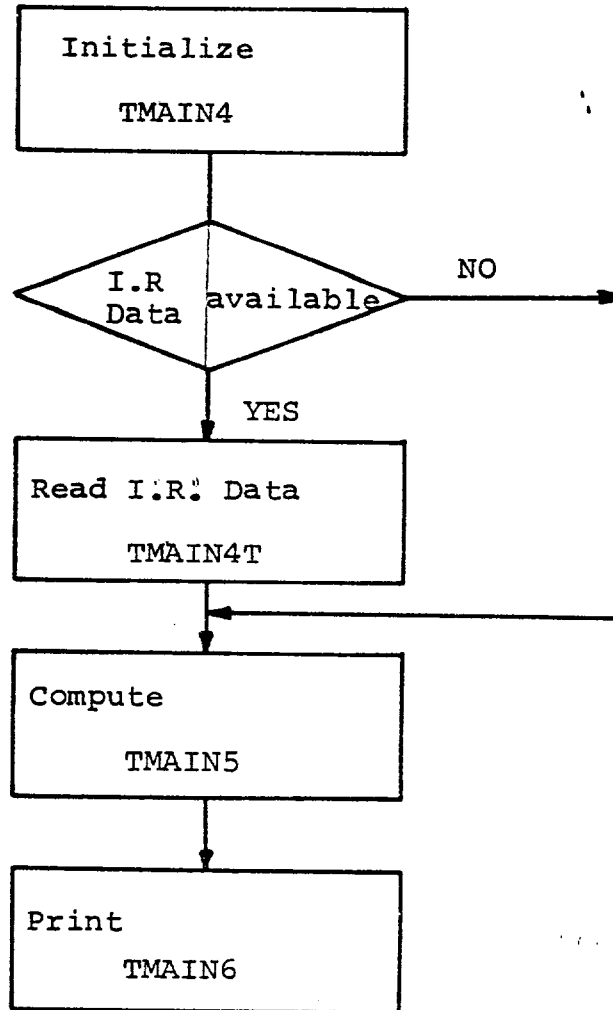 Initialize
TMAIN4
I.R
Data available
NO
YES
Read I.R. Data
TMAIN4T
Compute
TMAIN5
Print
TMAIN6